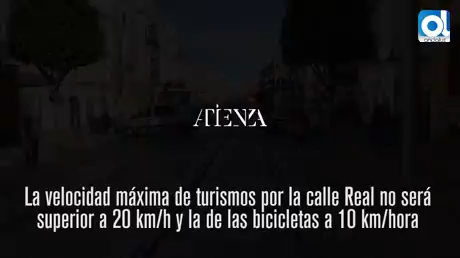 ATIENZA
La velocidad máxima de turismos por la calle Real no será
superior a 20 km/h y la de las bicicletas a 10 km/hora